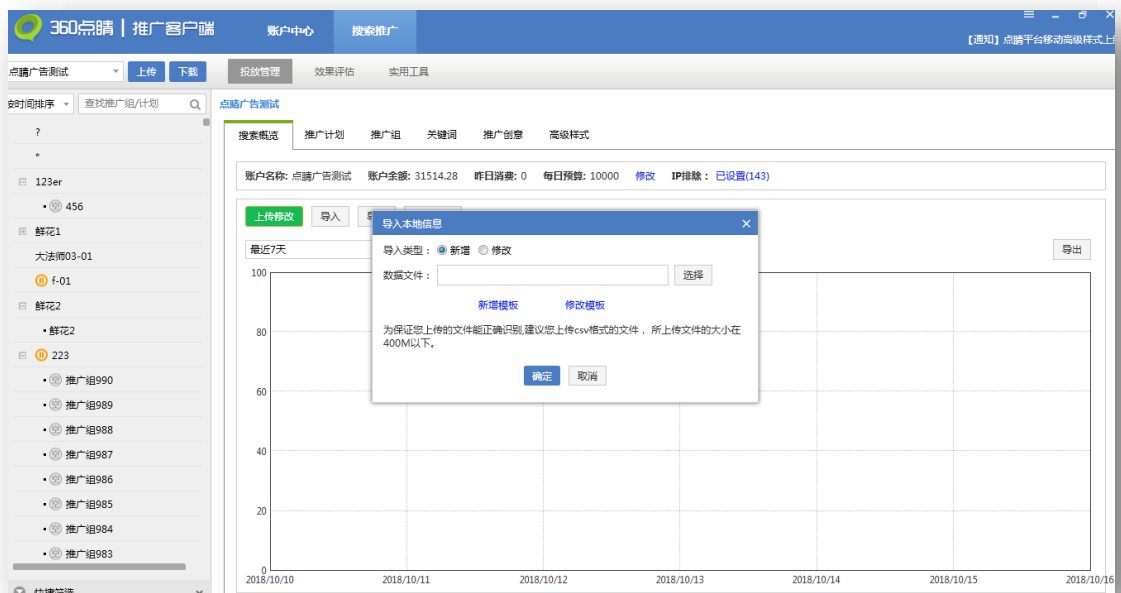 360点睛 | 推广客户端
账户中心 搜索推广
【通知】点睛平台移动高级样式上
点睛广告测试 上传 下载
投放管理 效果评估 实用工具
安时间排序 查找推广组/计划
点睛广告测试
?
搜索概览 推广计划 推广组 关键词 推广创意 高级样式
*
账户名称: 点睛广告测试 账户余额: 31514.28 昨日消费: 0 每日预算: 10000 修改 IP排除： 已设置(143)
123er
456
上传修改 导入
导入本地信息
鲜花1
最近7天
导入类型： 新增 修改
导出
大法师03-01
数据文件： 选择
f-01
新增模板 修改模板
鲜花2
为保证您上传的文件能正确识别,建议您上传csv格式的文件， 所上传文件的大小在
400M以下。
鲜花2
223
确定 取消
推广组990
推广组989
推广组988
推广组987
推广组986
推广组985
推广组984
推广组983
100
80
60
40
20
0
2018/10/10 2018/10/11 2018/10/12 2018/10/13 2018/10/14 2018/10/15 2018/10/16